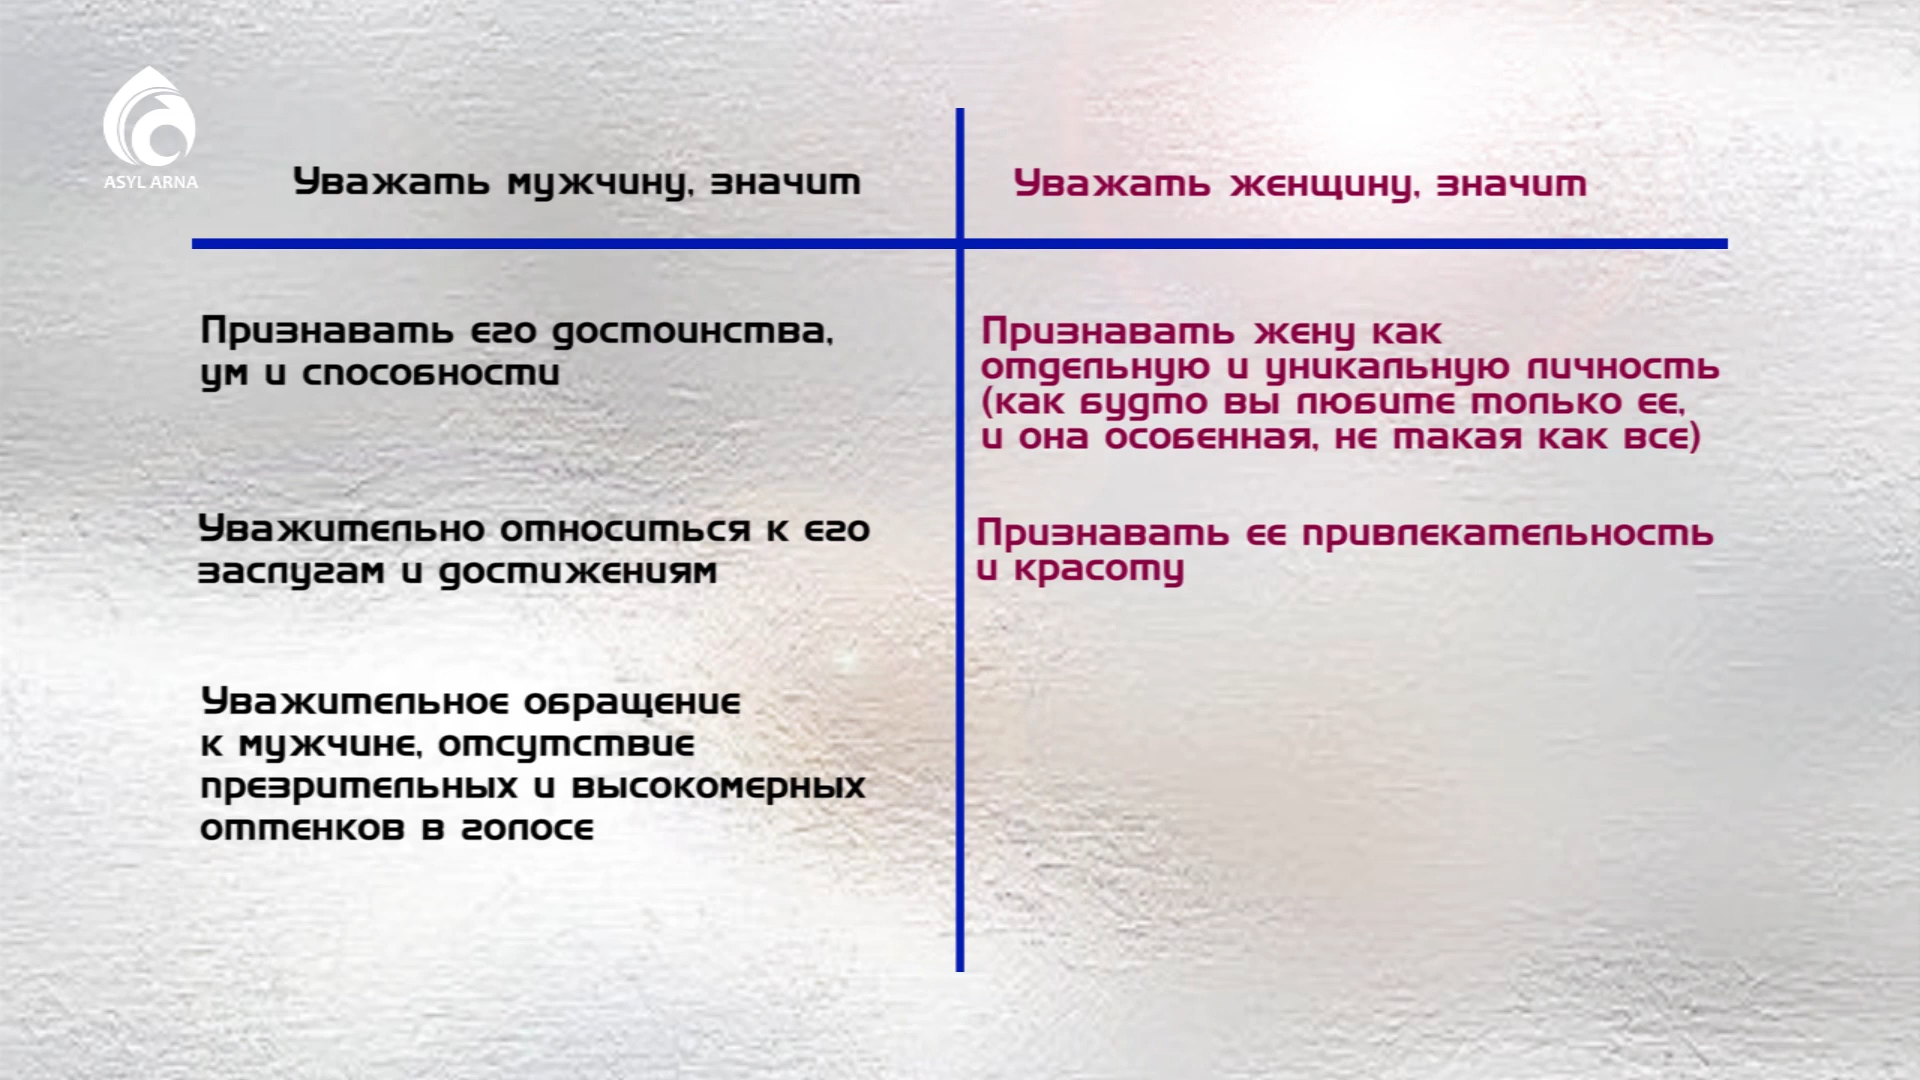 ASYL ARNA
Уважать мужчину, значит
Признавать его достоинства,
ум и способности
Уважительно относиться к его
заслугам и достижениям
Уважительное обращение
к мужчине, отсутствие
презрительных и высокомерных
оттенков в голосе
Уважать женщину, значит
Признавать жену как
отдельную и уникальную личность
(как будто вы любите только ее,
и она особенная, не такая как все)
Признавать ее привлекательность
и красоту